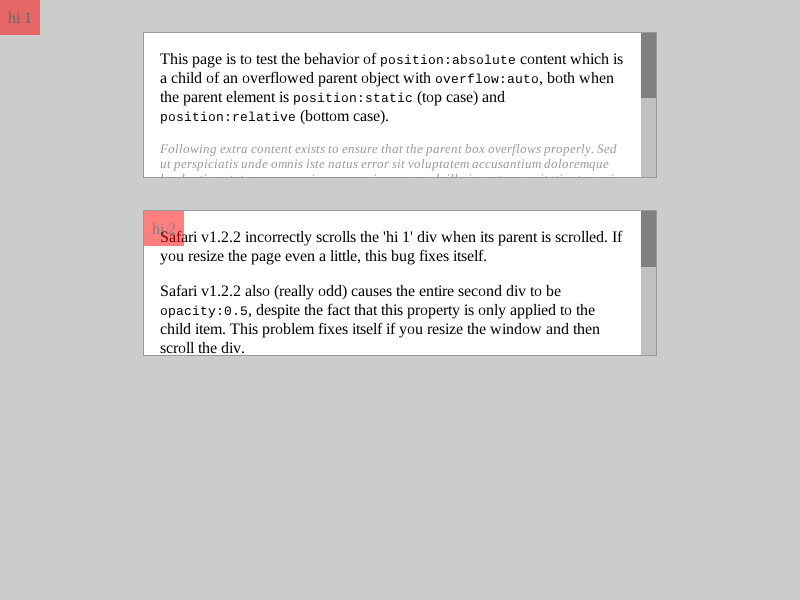 hi 1
This page is to test the behavior of position:absolute content which is
a child of an overflowed parent object with overflow:auto, both when
the parent element is position:static (top case) and
position:relative (bottom case).
Following extra content exists to ensure that the parent box overflows properly. Sed
ut perspiciatis unde omnis iste natus error sit voluptatem accusantium doloremque
hi 2
Safari v1.2.2 incorrectly scrolls the 'hi 1' div when its parent is scrolled. If
you resize the page even a little, this bug fixes itself.
Safari v1.2.2 also (really odd) causes the entire second div to be
opacity:0.5, despite the fact that this property is only applied to the
child item. This problem fixes itself if you resize the window and then
scroll the div.